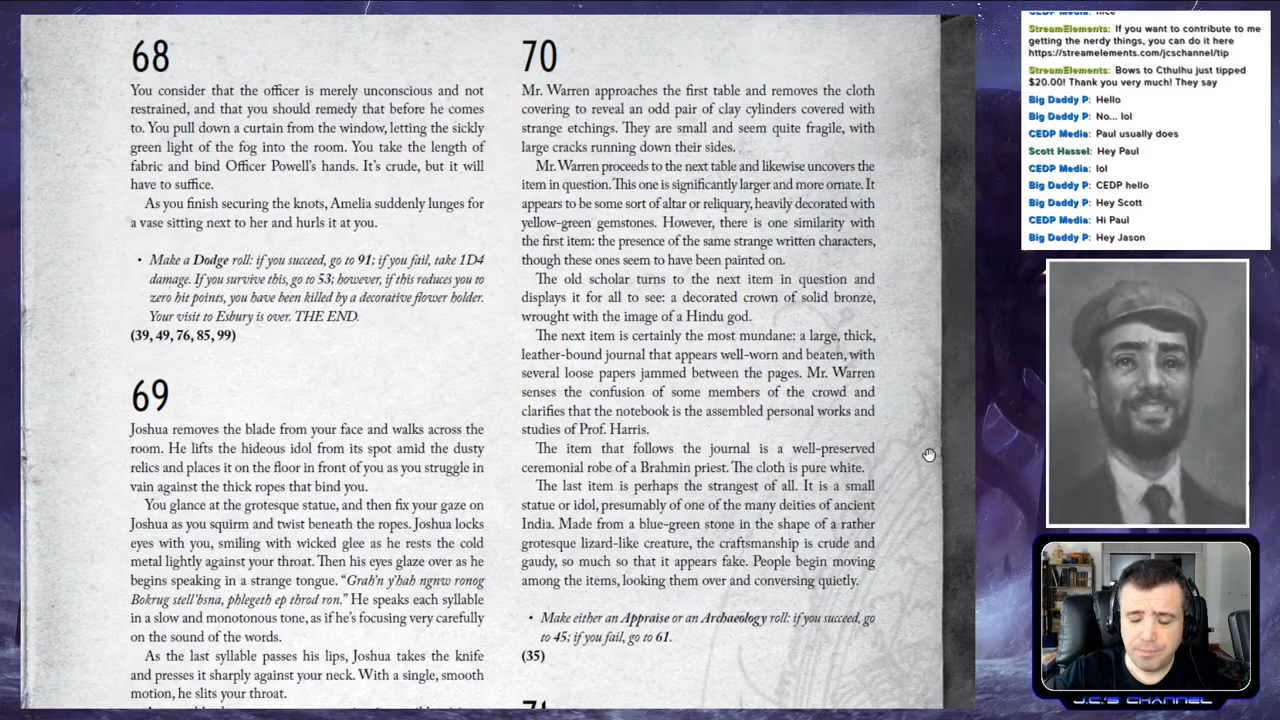 68
You consider that the officer is merely unconscious and not
restrained, and that you should remedy that before he comes
to. You pull down a curtain from the window, letting the sickly
green light of the fog into the room. You take the length of
fabric and bind Officer Powell's hands. It's crude, but it will
have to suffice.
As you finish securing the knots, Amelia suddenly lunges for
a vase sitting next to her and hurls it at you.
• Make a Dodge roll: if you succeed, go to 91; if you fail, take 1D4
damage. If you survive this, go to 53; however, if this reduces you to
zero hit points, you have been killed by a decorative flower holder.
Your visit to Esbury is over. THE END.
(39, 49, 76, 85, 99)
69
Joshua removes the blade from your face and walks across the
room. He lifts the hideous idol from its spot amid the dusty
relics and places it on the floor in front of you as you struggle in
vain against the thick ropes that bind you.
You glance at the grotesque statue, and then fix your gaze on
Joshua as you squirm and twist beneath the ropes. Joshua locks
eyes with you, smiling with wicked glee as he rests the cold
metal lightly against your throat. Then his eyes glaze over as he
begins speaking in a strange tongue. “Grah'n y'hah ngnw ronog
Bokrug stell'bsna, phlegeth ep throd ron.” He speaks each syllable
in a slow and monotonous tone, as if he's focusing very carefully
on the sound of the words.
As the last syllable passes his lips, Joshua takes the knife
and presses it sharply against your neck. With a single, smooth
motion, he slits your throat.
70
Mr. Warren approaches the first table and removes the cloth
covering to reveal an odd pair of clay cylinders covered with
strange etchings. They are small and seem quite fragile, with
large cracks running down their sides.
Mr. Warren proceeds to the next table and likewise uncovers the
item in question. This one is significantly larger and more ornate. It
appears to be some sort of altar or reliquary, heavily decorated with
yellow-green gemstones. However, there is one similarity with
the first item: the presence of the same strange written characters,
though these ones seem to have been painted on.
The old scholar turns to the next item in question and
displays it for all to see: a decorated crown of solid bronze,
wrought with the image of a Hindu god.
The next item is certainly the most mundane: a large, thick,
leather-bound journal that appears well-worn and beaten, with
several loose papers jammed between the pages. Mr. Warren
senses the confusion of some members of the crowd and
clarifies that the notebook is the assembled personal works and
studies of Prof. Harris.
The item that follows the journal is a well-preserved
ceremonial robe of a Brahmin priest. The cloth is pure white.
The last item is perhaps the strangest of all. It is a small
statue or idol, presumably of one of the many deities of ancient
India. Made from a blue-green stone in the shape of a rather
grotesque lizard-like creature, the craftsmanship is crude and
gaudy, so much so that it appears fake. People begin moving
among the items, looking them over and conversing quietly.
• Make either an Appraise or an Archaeology roll: if you succeed, go
to 45; if you fail, go to 61.
(35)
StreamElements: If you want to contribute to me
getting the nerdy things, you can do it here
https://streamelements.com/jcschannel/tip
StreamElements: Bows to Cthulhu just tipped
$20.00! Thank you very much! They say
Big Daddy P: Hello
Big Daddy P: No... lol
CEDP Media: Paul usually does
Scott Hassel: Hey Paul
CEDP Media: lol
Big Daddy P: CEDP hello
Big Daddy P: Hey Scott
CEDP Media: Hi Paul
Big Daddy P: Hey Jason
J.C.'S CHANNEL